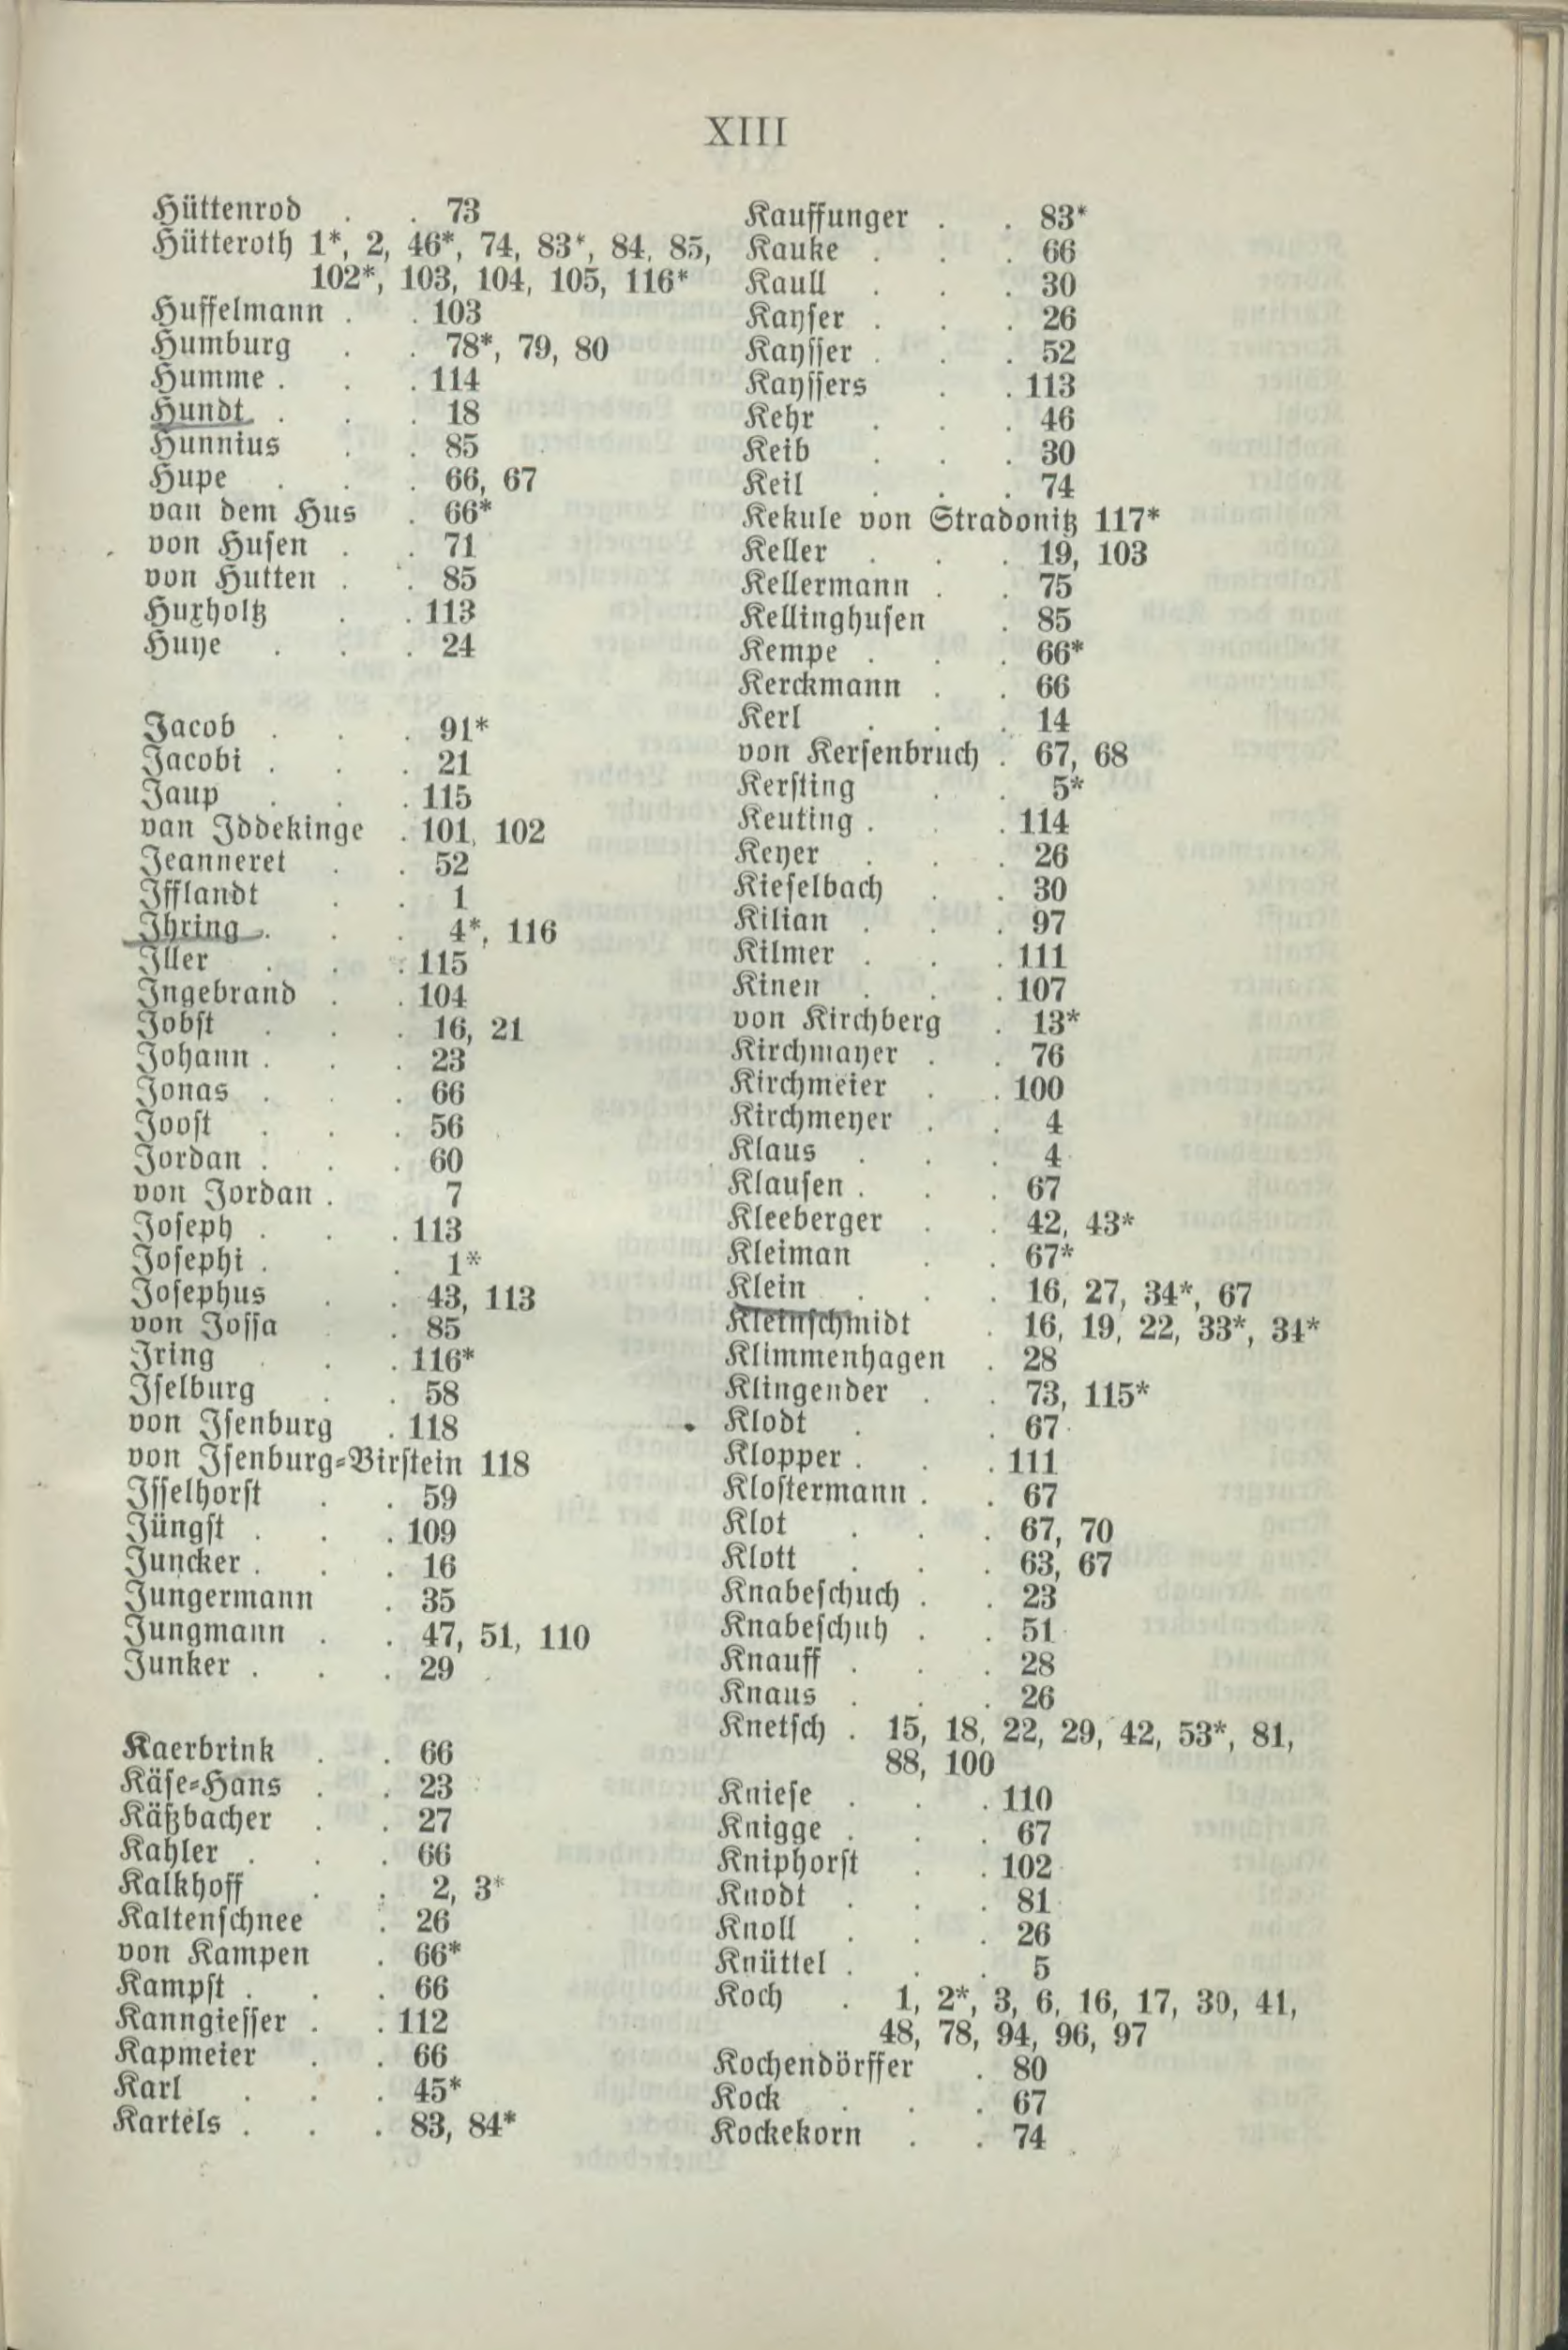 XIII
Hüttenrod . . 73
Hütteroth 1*, 2, 46*, 74, 83*, 84, 85,
102*, 103, 104, 105, 116*
Huffelmann . . 103
Humburg . . 78*, 79, 80
Humme . . . 114
Hundt . . . 18
Hunnius . . 85
Hupe . . . 66, 67
van dem Hus . 66*
von Husen . . 71
von Hutten . . 85
Huxholtz . . 113
Huye . . . 24
Jacob . . . 91*
Jacobi . . . 21
Jaup . . . 115
van Iddekinge . 101, 102
Jeanneret . . 52
Ifflandt . . 1
Ihring . . . 4*, 116
Iller . . . 115
Ingebrand . . 104
Jobst . . . 16, 21
Johann . . . 23
Jonas . . . 66
Joost . . . 56
Jordan . . . 60
von Jordan . . 7
Joseph . . . 113
Josephi . . 1*
Josephus . . 43, 113
von Jossa . 85
Iring . . . 116*
Iselburg . . 58
von Isenburg . 118
von Isenburg-Birstein 118
Isselhorst . . 59
Jüngst . . . 109
Juncker . . . 16
Jungermann . 35
Jungmann . . 47, 51, 110
Junker . . . 29
Kaerbrink . . 66
Käse-Hans . . 23
Käßbacher . . 27
Kahler . . . 66
Kalkhoff . . 2, 3*
Kaltenschnee . 26
von Kampen . 66*
Kampst . . . 66
Kanngiesser . . 112
Kapmeier . . 66
Karl . . . 45*
Kartels . . . 83, 84*
Kauffunger . . 83*
Kauke . . . 66
Kaull . . . 30
Kayser . . . 26
Kaysser . . . 52
Kayssers . . 113
Kehr . . . 46
Keib . . . 30
Keil . . . 74
Kekule von Stradonitz 117*
Keller . . . 19, 103
Kellermann . . 75
Kellinghusen . 85
Kempe . . . 66*
Kerckmann . . 66
Kerl . . . 14
von Kersenbruch . 67, 68
Kersting . . 5*
Keuting . . . 114
Keyer . . . 26
Kieselbach . . 30
Kilian . . . 97
Kilmer . . . 111
Kinen . . . 107
von Kirchberg . 13*
Kirchmayer . . 76
Kirchmeier . . 100
Kirchmeyer . . 4
Klaus . . . 4
Klausen . . . 67
Kleeberger . . 42, 43*
Kleiman . . 67*
Klein . . . 16, 27, 34*, 67
Kleinschmidt . 16, 19, 22, 33*, 34*
Klimmenhagen . 28
Klingender . . 73, 115*
Klodt . . 67
Klopper . . . 111
Klostermann . . 67
Klot . . . 67, 70
Klott . . . 63, 67
Knabeschuch . . 23
Knabeschuh . . 51
Knauff . . . 28
Knaus . . . 26
Knetsch . 15, 18, 22, 29, 42, 53*, 81,
88, 100
Kniese . . . 110
Knigge . . . 67
Kniphorst . . 102
Knodt . . . 81
Knoll . . . 26
Knüttel . . . 5
Koch . 1, 2*, 3, 6, 16, 17, 30, 41,
48, 78, 94, 96, 97
Kochendörffer . 80
Kock . . . 67
Kockekorn . . 74